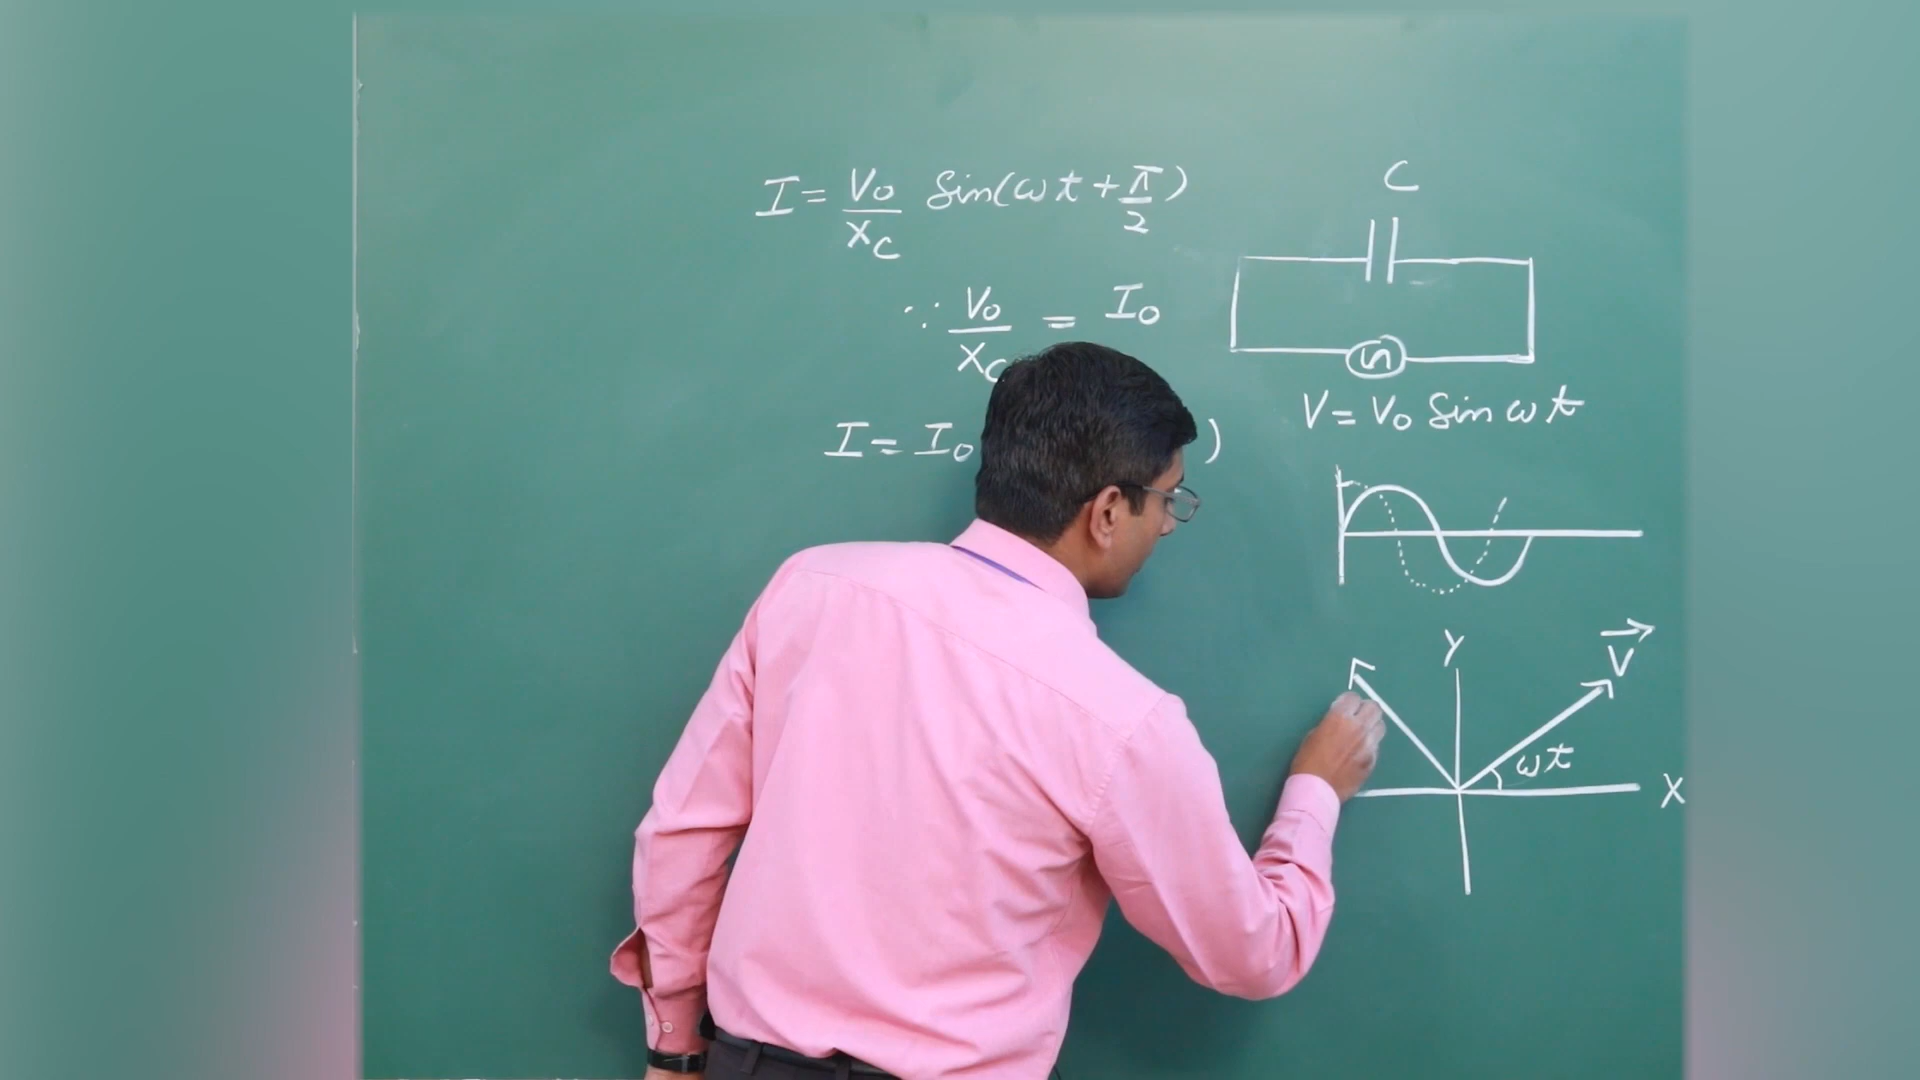 I = V₀/X_C Sin(ωt + π/2)
∵ V₀/X_C = I₀
I = I₀ )
C
V = V₀ Sin ωt
Y
V⃗
ωt
X